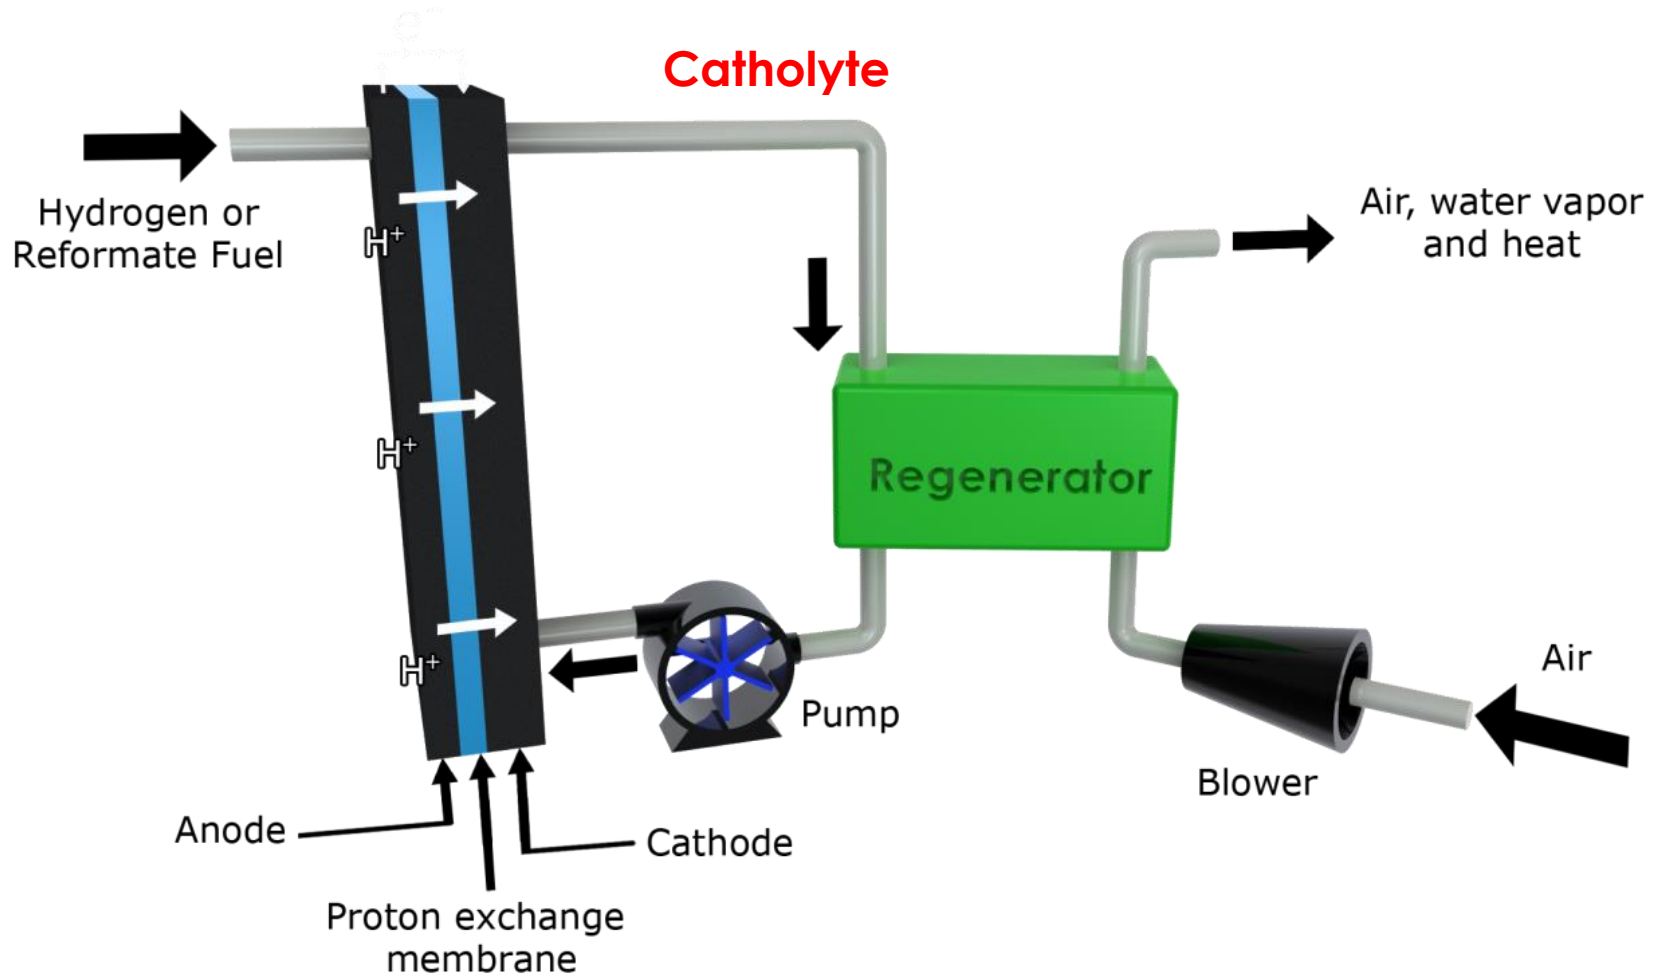 Catholyte
Hydrogen or
Reformate Fuel
H+
H+
H+
Air, water vapor
and heat
Regenerator
Pump
Air
Blower
Anode
Cathode
Proton exchange
membrane